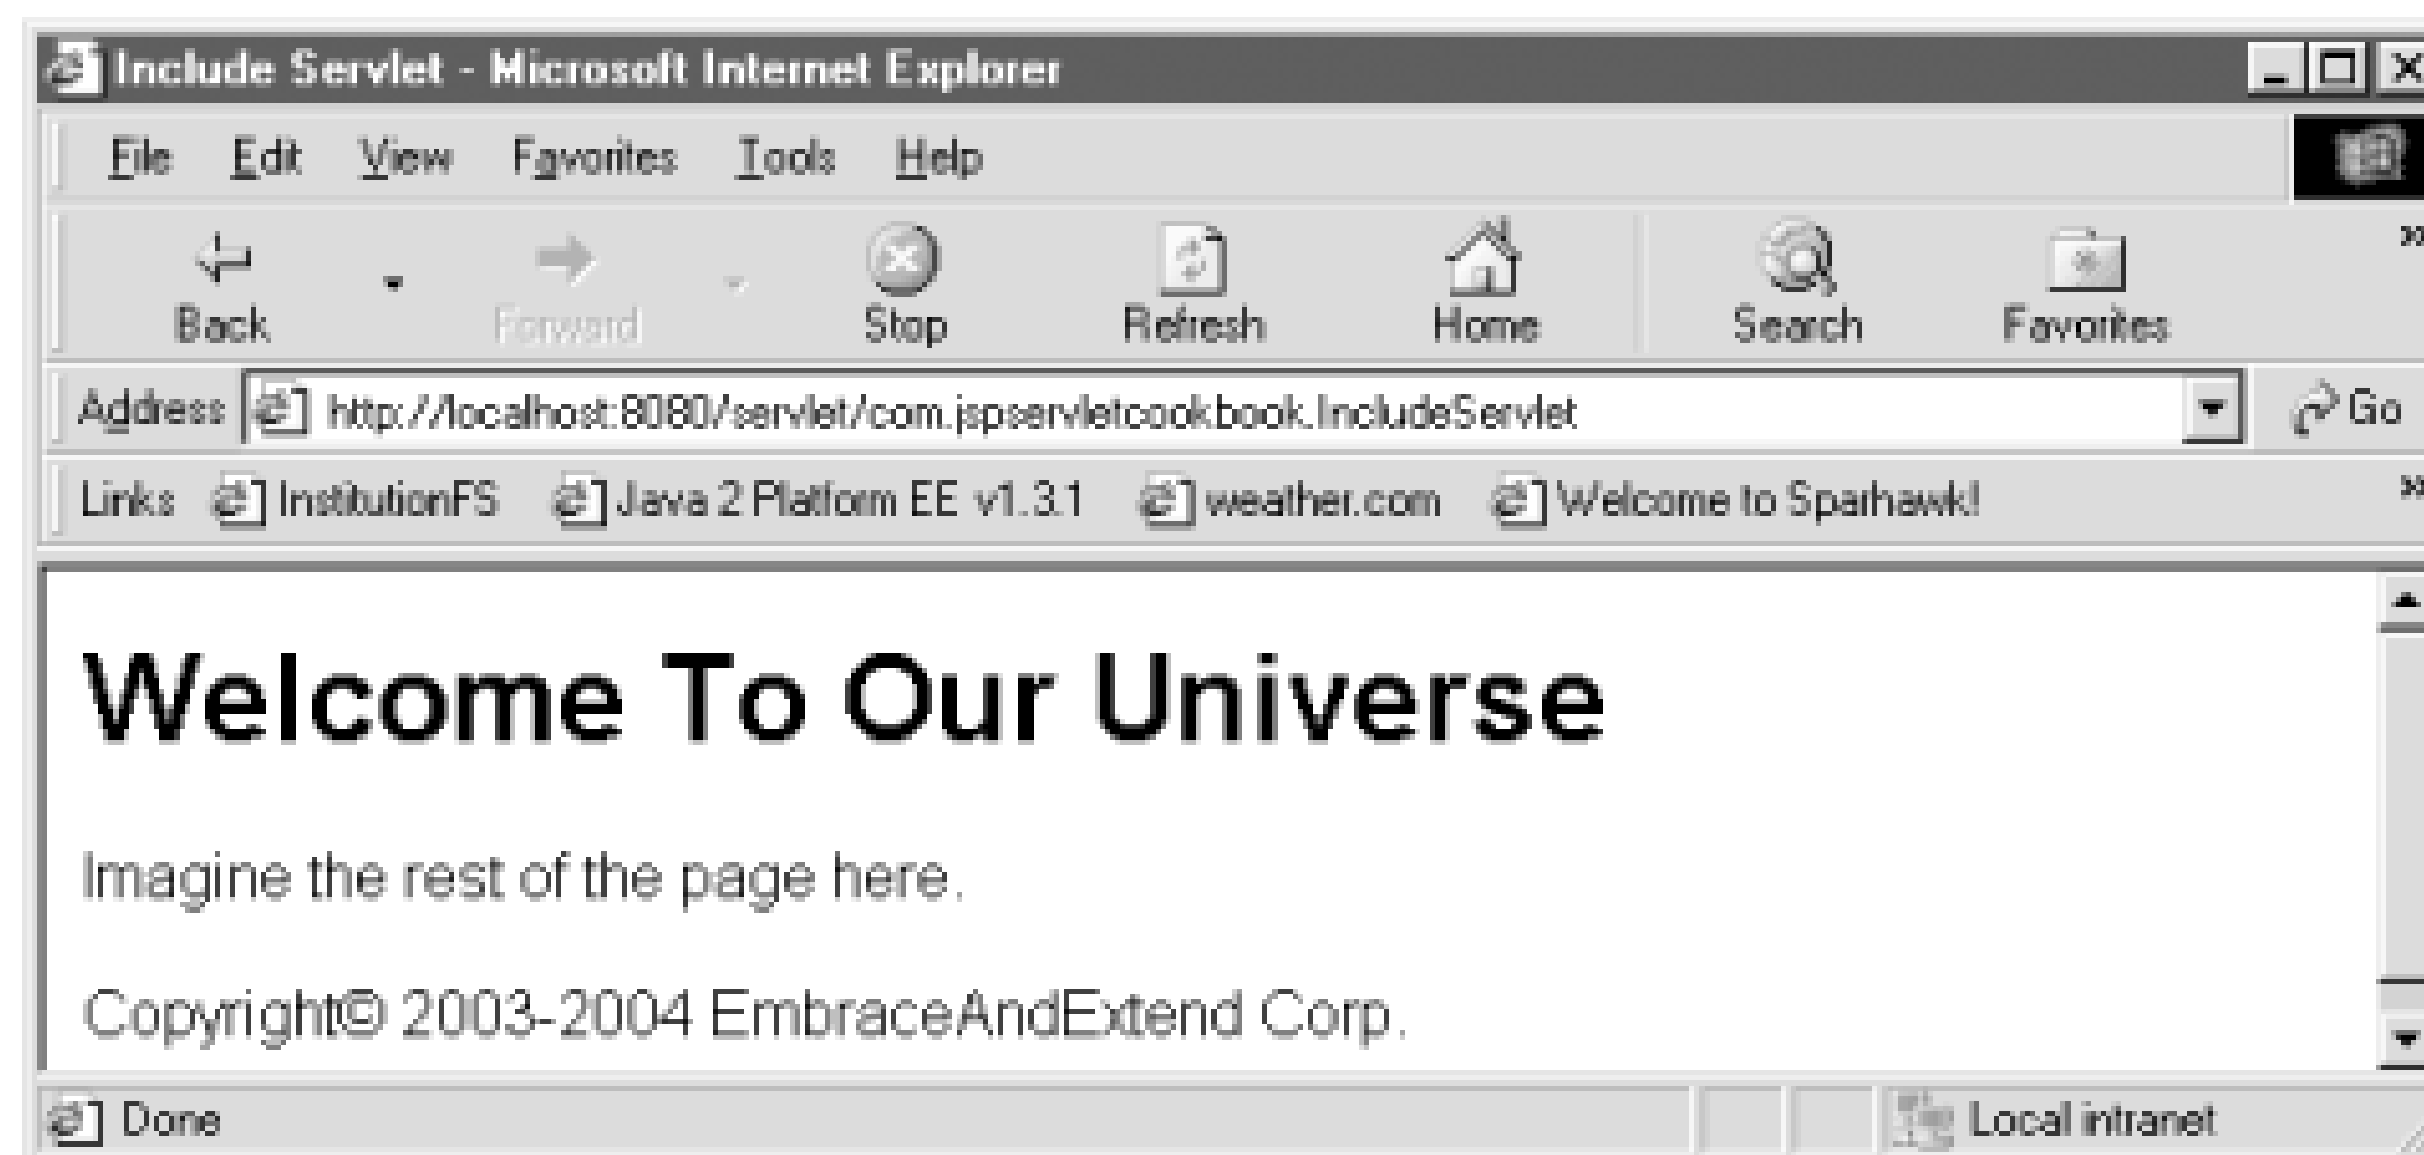 Include Servlet - Microsoft Internet Explorer
File Edit View Favorites Tools Help
Back Forward Stop Refresh Home Search Favorites
Address http://localhost:8080/servlet/com.jspservletcookbook.IncludeServlet Go
Links InstitutionFS Java 2 Platform EE v1.3.1 weather.com Welcome to Sparhawk!
Welcome To Our Universe
Imagine the rest of the page here.
Copyright© 2003-2004 EmbraceAndExtend Corp.
Done Local intranet